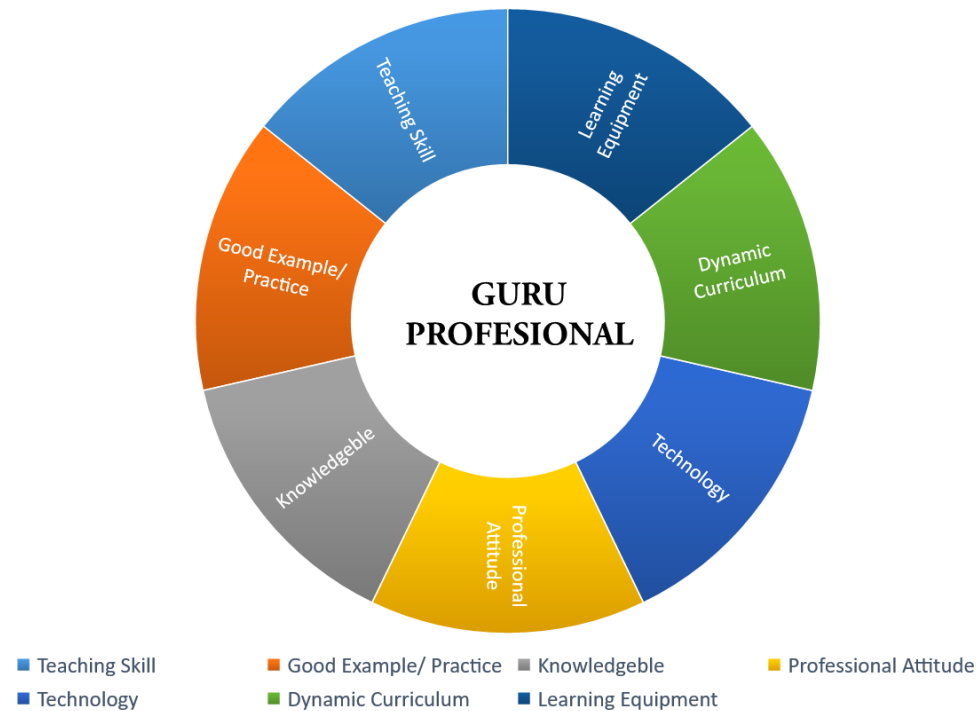 Teaching Skill
Learning
Equipment
Good Example/
Practice
Dynamic
Curriculum
GURU
PROFESIONAL
Knowledgeble
Technology
Professional
Attitude
Teaching Skill
Good Example/ Practice
Knowledgeble
Professional Attitude
Technology
Dynamic Curriculum
Learning Equipment